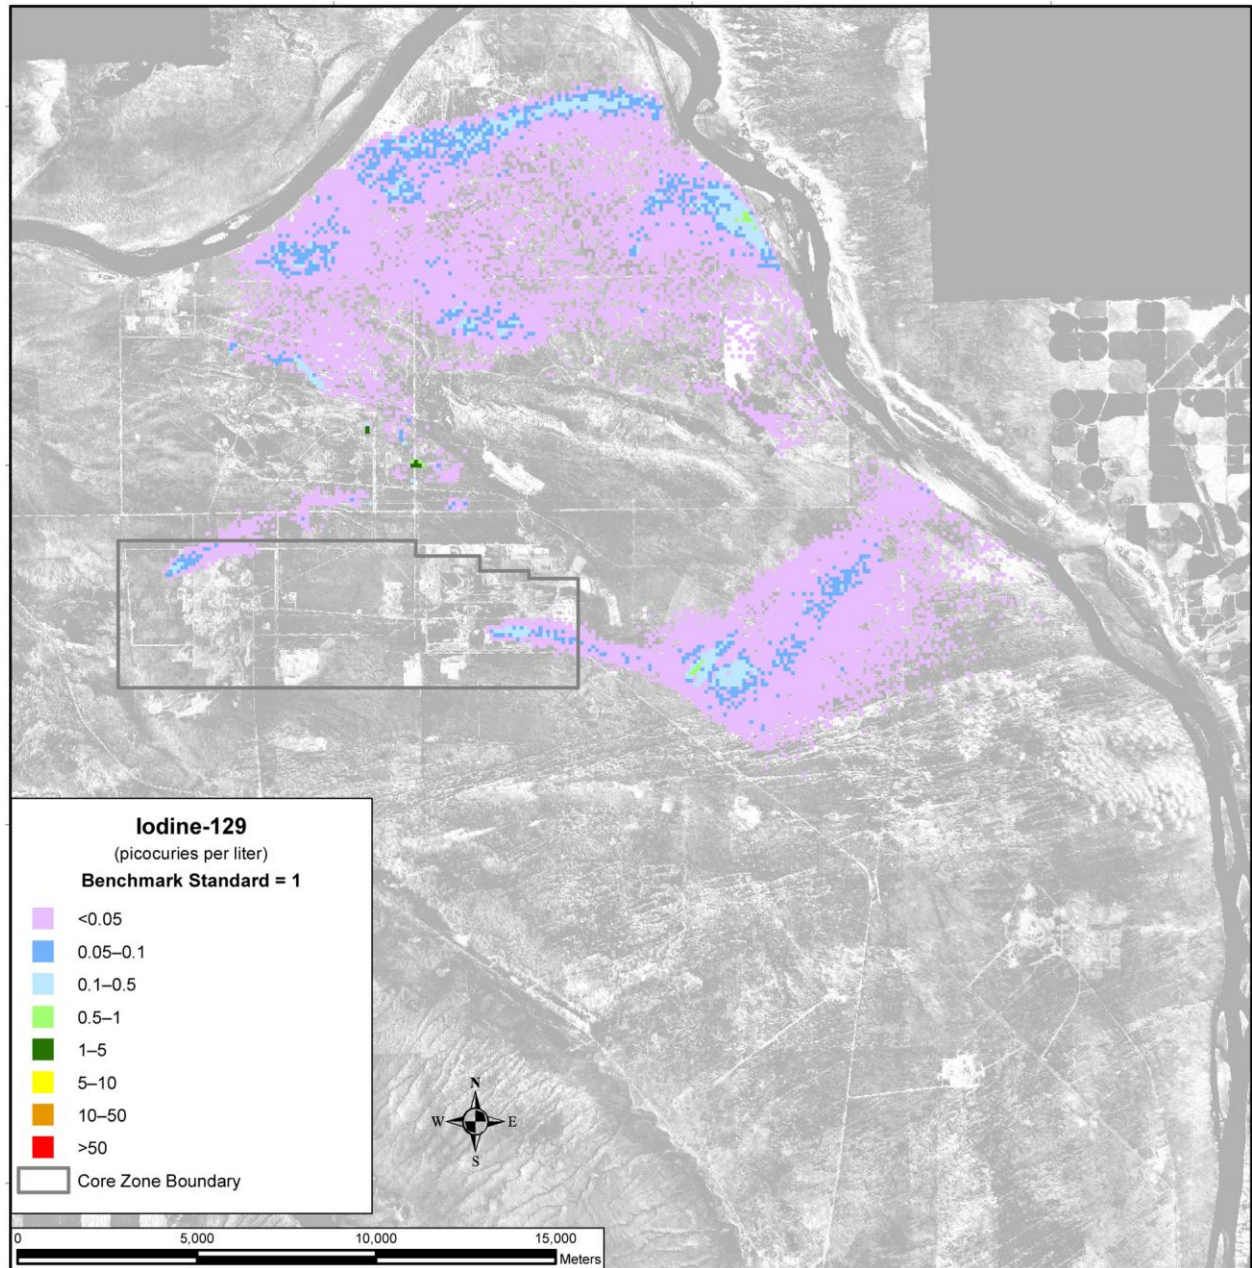 Iodine-129
(picocuries per liter)
Benchmark Standard = 1
<0.05
0.05–0.1
0.1–0.5
0.5–1
1–5
5–10
10–50
>50
Core Zone Boundary
N
W E
S
0 5,000 10,000 15,000
Meters